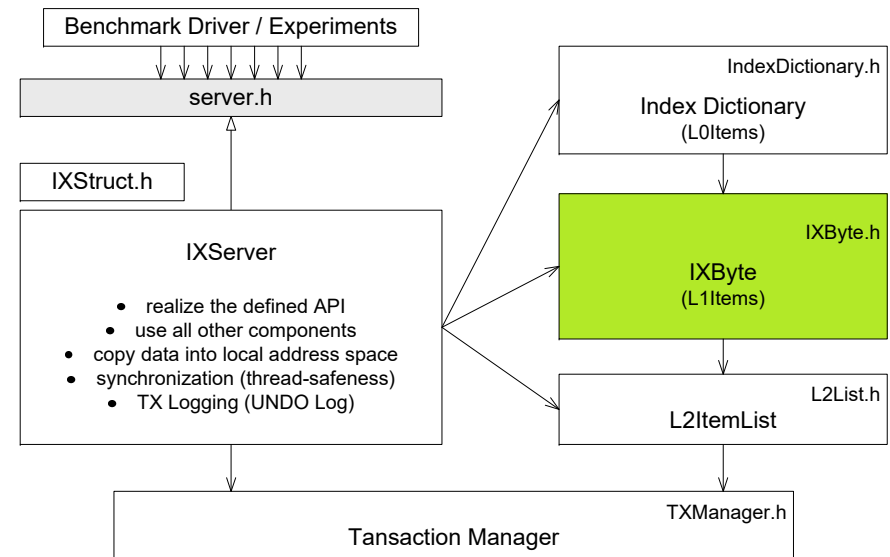 Benchmark Driver / Experiments
server.h
IXStruct.h
IXServer
• realize the defined API
• use all other components
• copy data into local address space
• synchronization (thread-safeness)
• TX Logging (UNDO Log)
IndexDictionary.h
Index Dictionary
(L0Items)
IXByte.h
IXByte
(L1Items)
L2List.h
L2ItemList
TXManager.h
Tansaction Manager